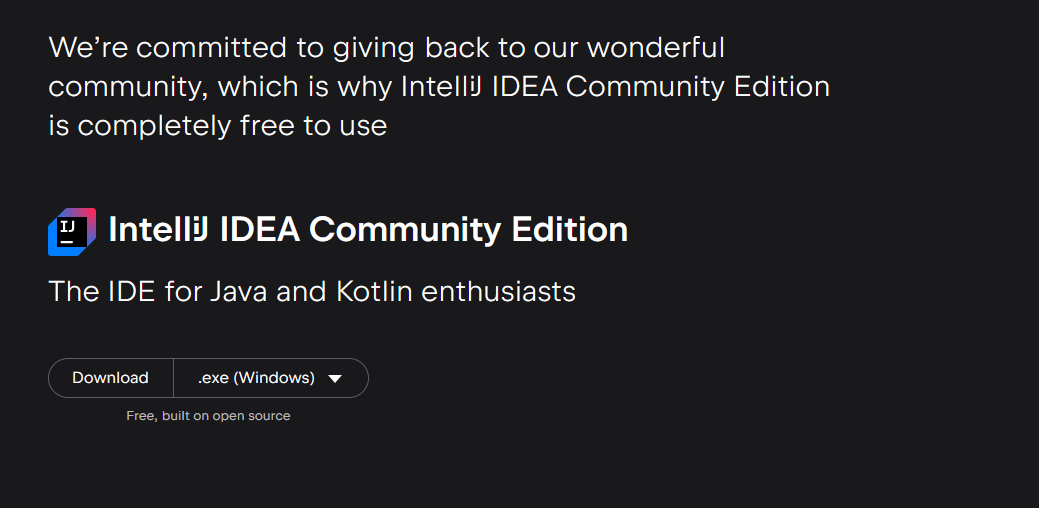 We’re committed to giving back to our wonderful
community, which is why IntelliJ IDEA Community Edition
is completely free to use
IJ
IntelliJ IDEA Community Edition
The IDE for Java and Kotlin enthusiasts
Download
.exe (Windows)
Free, built on open source